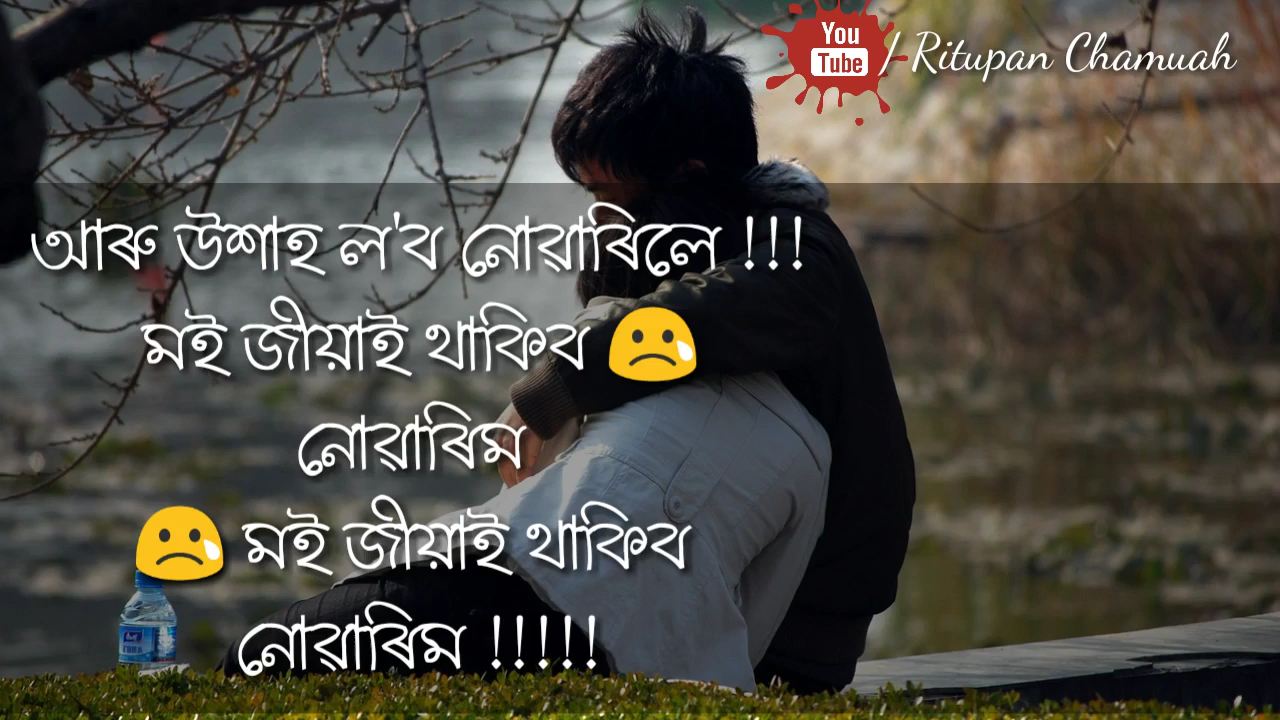 You
Tube / Ritupan Chamuah
আৰু উশাহ ল'ব নোৱাৰিলে !!!
মই জীয়াই থাকিব 😢
নোৱাৰিম
😢 মই জীয়াই থাকিব
নোৱাৰিম !!!!!